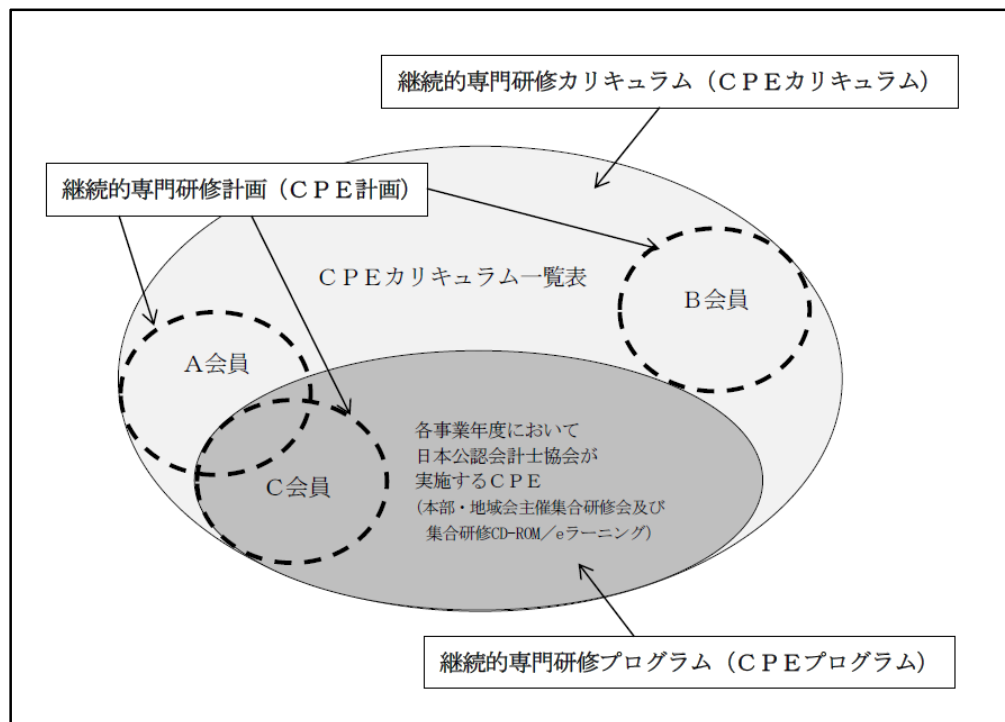 継続的専門研修カリキュラム（ＣＰＥカリキュラム）
継続的専門研修計画（ＣＰＥ計画）
ＣＰＥカリキュラム一覧表
Ｂ会員
Ａ会員
Ｃ会員
各事業年度において
日本公認会計士協会が
実施するＣＰＥ
(本部・地域会主催集合研修会及び
集合研修CD-ROM／eラーニング)
継続的専門研修プログラム（ＣＰＥプログラム）